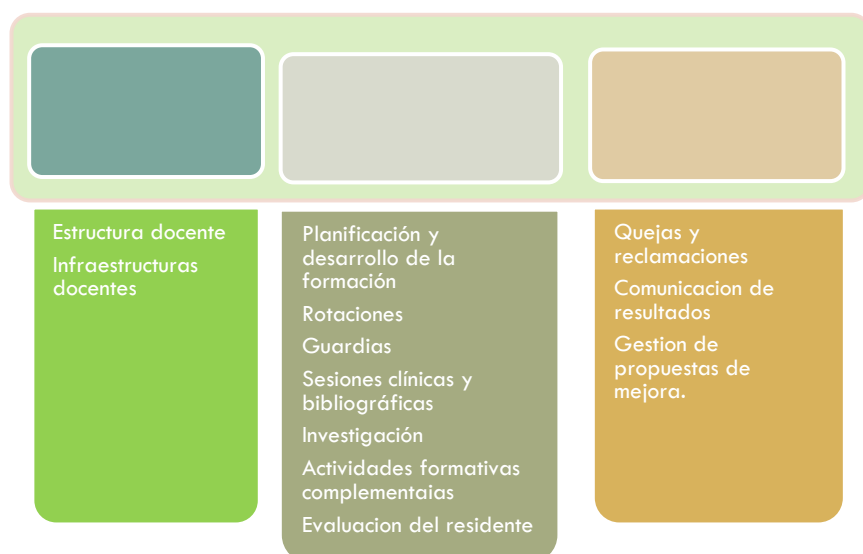 Estructura docente
Infraestructuras
docentes
Planificación y
desarrollo de la
formación
Rotaciones
Guardias
Sesiones clínicas y
bibliográficas
Investigación
Actividades formativas
complementaias
Evaluacion del residente
Quejas y
reclamaciones
Comunicacion de
resultados
Gestion de
propuestas de
mejora.